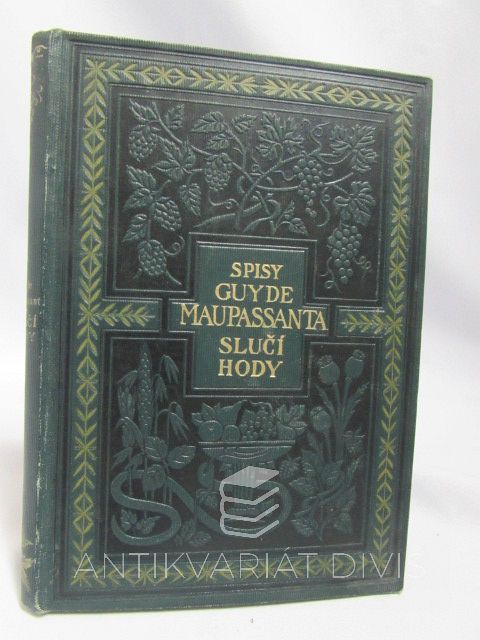 SPISY
GUY DE
MAUPASSANTA
SLUČÍ
HODY
ANTIKVARIÁT DIVIŠ